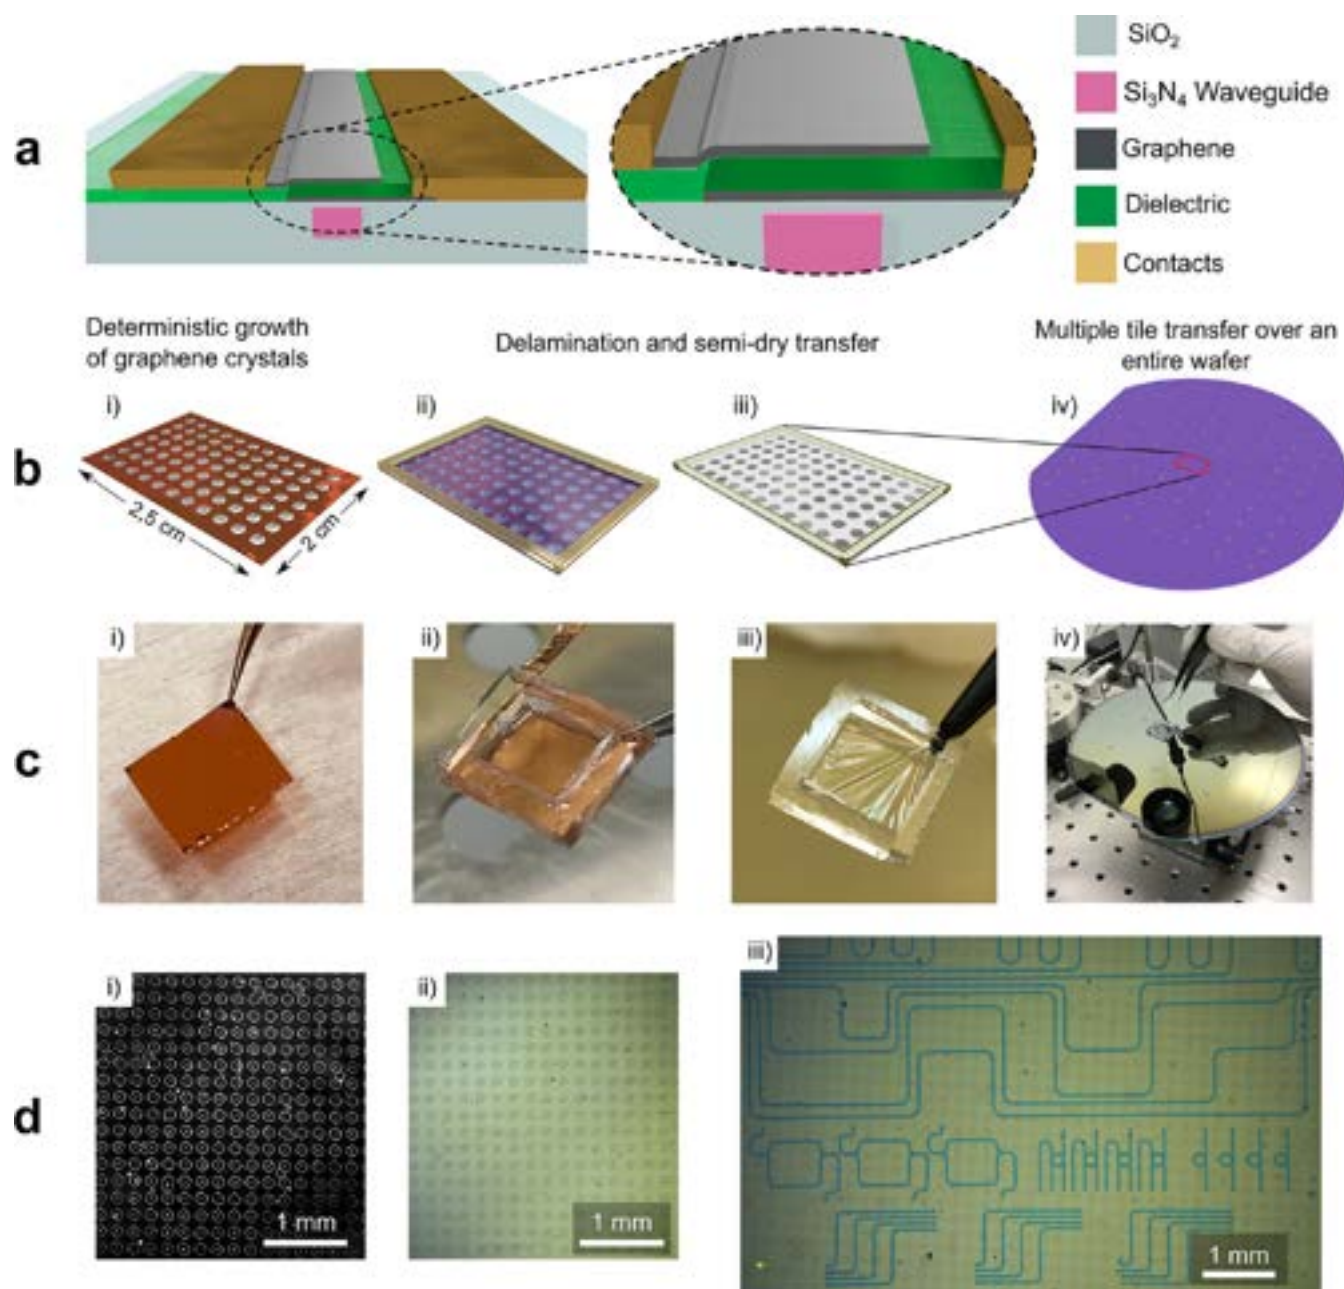 a
SiO₂
Si₃N₄ Waveguide
Graphene
Dielectric
Contacts
b
Deterministic growth
of graphene crystals
Delamination and semi-dry transfer
Multiple tile transfer over an
entire wafer
i)
ii)
iii)
iv)
2.5 cm
2 cm
c
i)
ii)
iii)
iv)
d
i)
ii)
iii)
1 mm
1 mm
1 mm